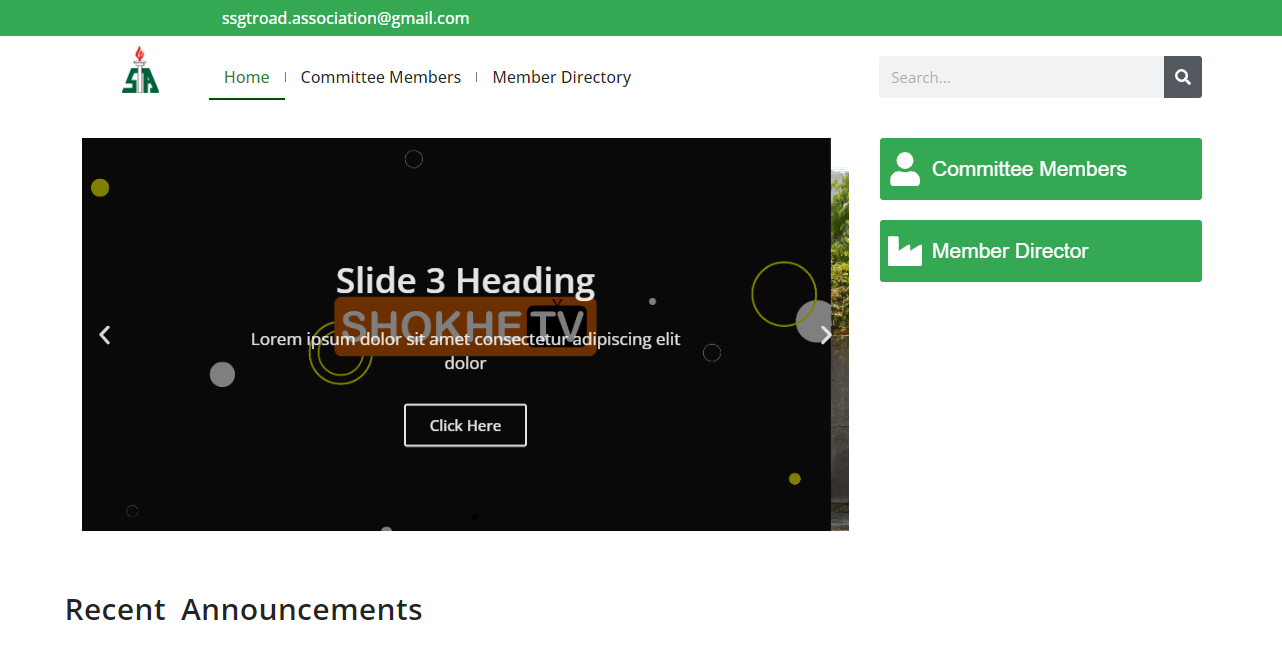 ssgtroad.association@gmail.com
SIA
Home
Committee Members
Member Directory
Search...
Committee Members
Member Director
Slide 3 Heading
SHOKHE TV
Lorem ipsum dolor sit amet consectetur adipiscing elit
dolor
Click Here
Recent Announcements